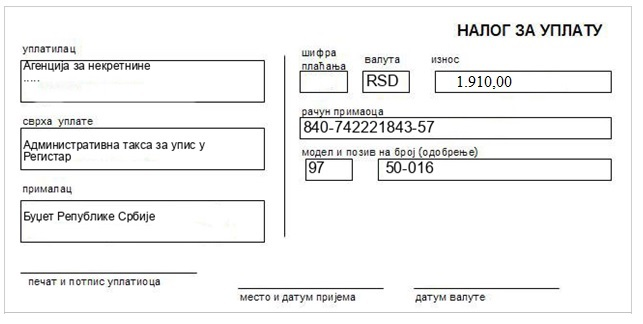 НАЛОГ ЗА УПЛАТУ
уплатилац
Агенција за некретнине
.....
сврха уплате
Административна такса за упис у
Регистар
прималац
Буџет Републике Србије
шифра
плаћања
валута
износ
RSD
1.910,00
рачун примаоца
840-742221843-57
модел и позив на број (одобрење)
97
50-016
печат и потпис уплатиоца
место и датум пријема
датум валуте